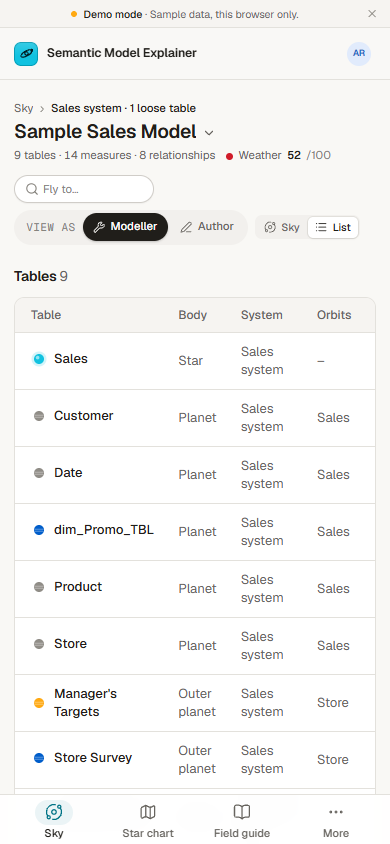 Demo mode · Sample data, this browser only.
Semantic Model Explainer
AR
Sky › Sales system · 1 loose table
Sample Sales Model
9 tables · 14 measures · 8 relationships Weather 52 /100
Fly to...
VIEW AS Modeller Author Sky List
Tables 9
Table Body System Orbits
Sales Star Sales system –
Customer Planet Sales system Sales
Date Planet Sales system Sales
dim_Promo_TBL Planet Sales system Sales
Product Planet Sales system Sales
Store Planet Sales system Sales
Manager's Targets Outer planet Sales system Store
Store Survey Outer planet Sales system Store
Sky Star chart Field guide More